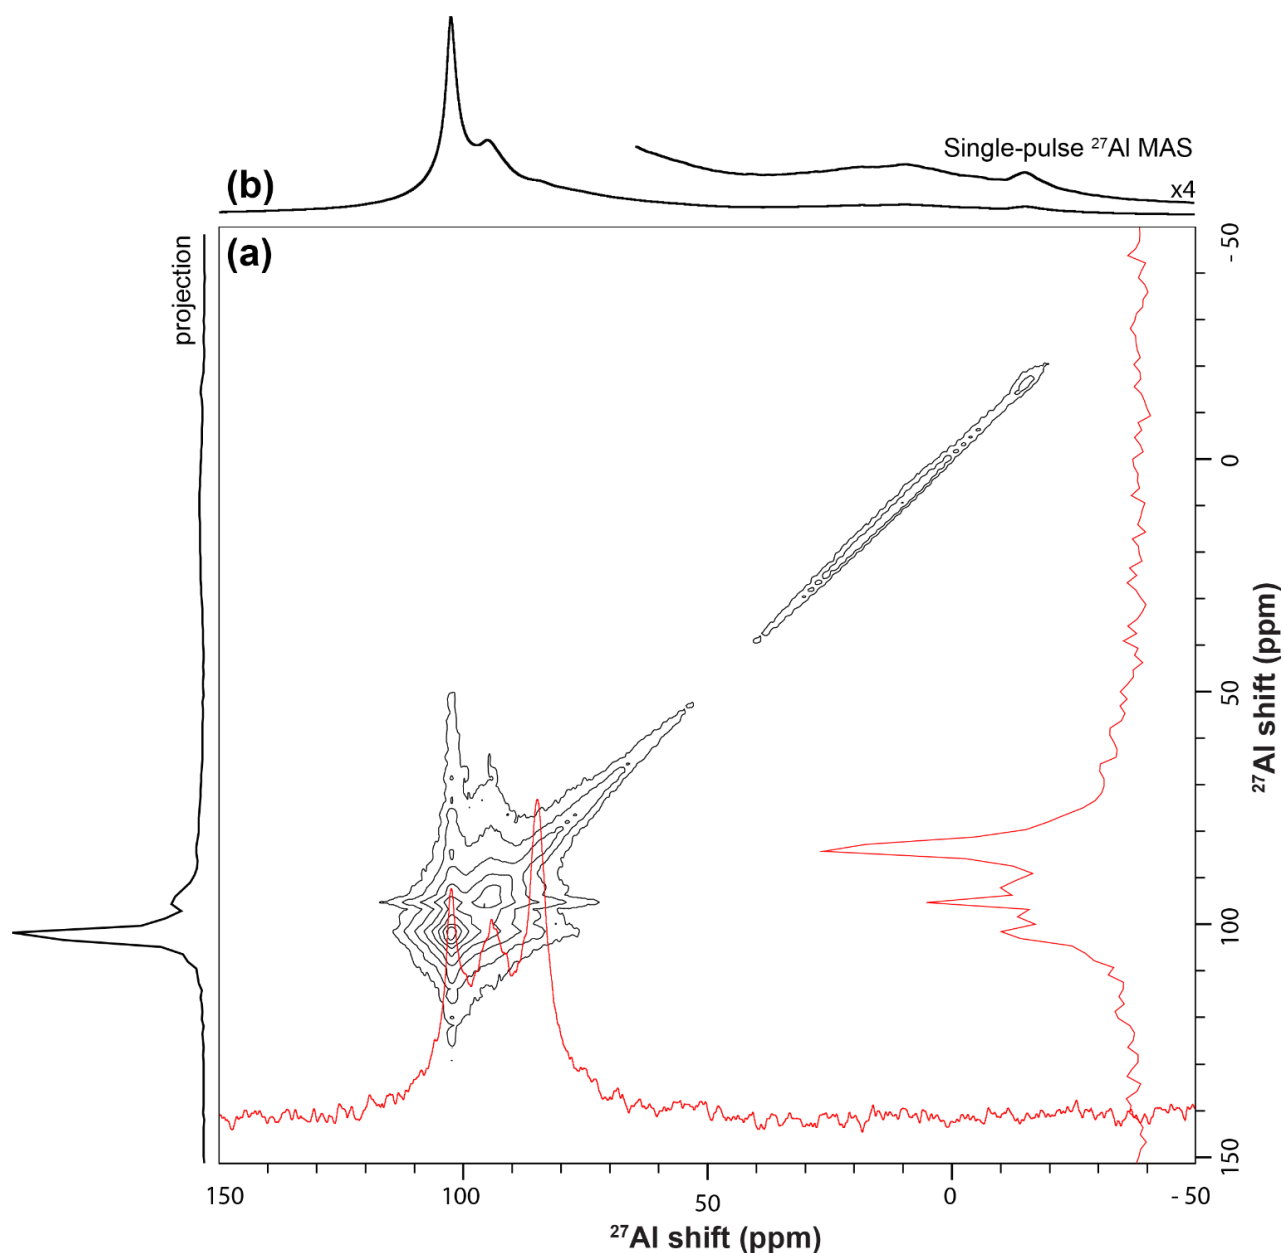 (b)
Single-pulse ²⁷Al MAS
x4
projection
(a)
- 50
0
50
100
150
²⁷Al shift (ppm)
150
100
50
0
- 50
²⁷Al shift (ppm)